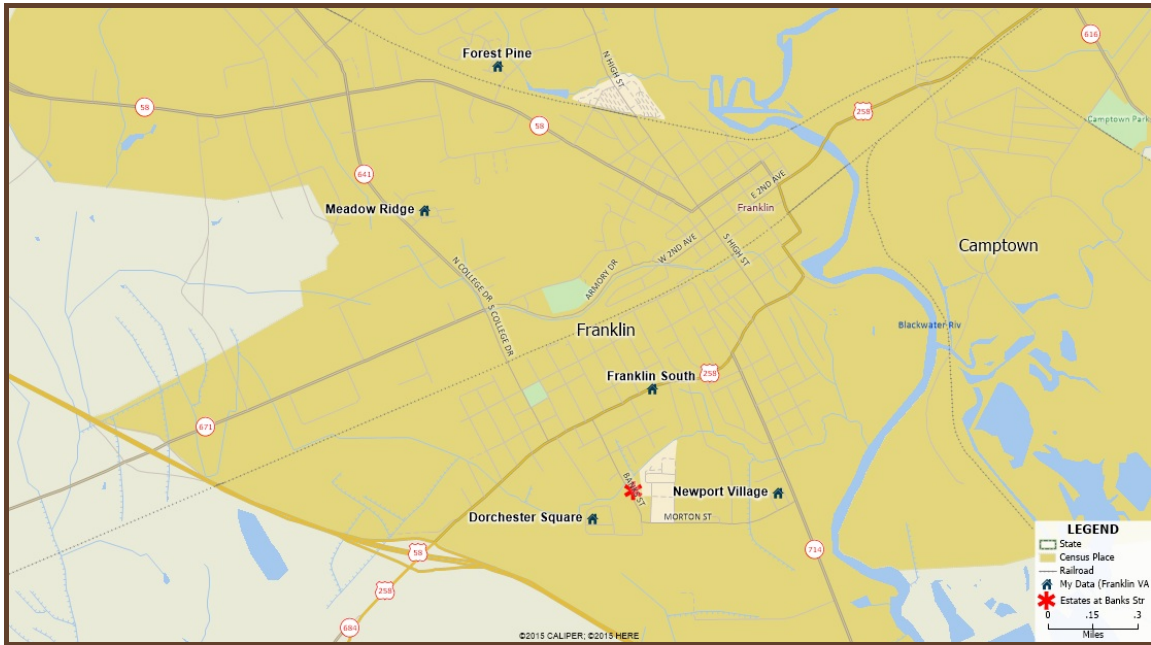 616
Forest Pine
N HIGH ST
58
58
258
Camptown Park
641
E 2ND AVE
Meadow Ridge
Franklin
W 2ND AVE
S HIGH ST
Camptown
N COLLEGE DR
ARMORY DR
S COLLEGE DR
Franklin
Blackwater Riv
Franklin South
258
671
BANKS ST
Newport Village
Dorchester Square
MORTON ST
58
714
258
684
LEGEND
State
Census Place
Railroad
My Data (Franklin VA
Estates at Banks Str
0 .15 .3
Miles
©2015 CALIPER; ©2015 HERE